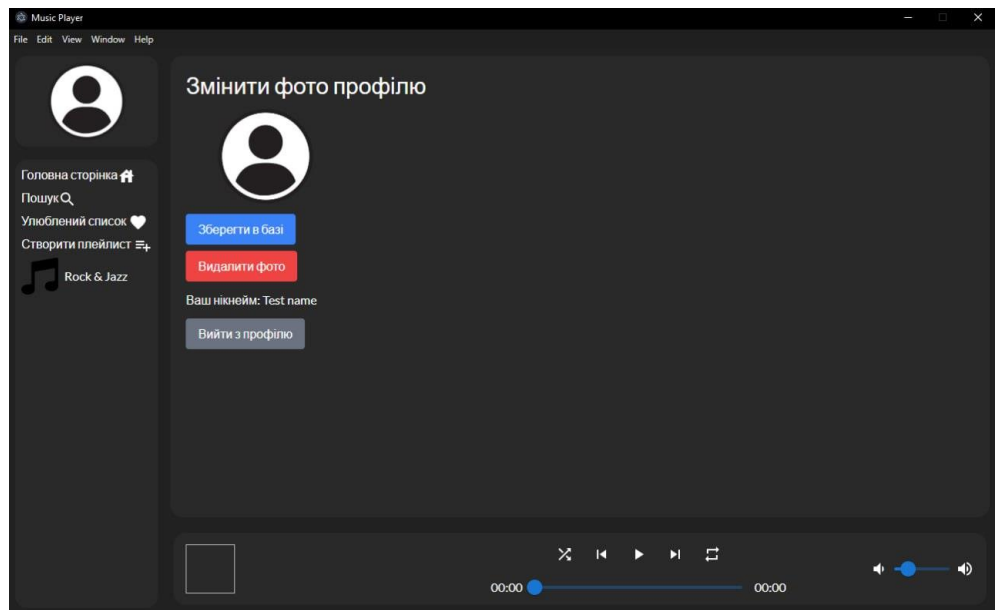 Music Player
File Edit View Window Help
Змінити фото профілю
Головна сторінка
Пошук
Улюблений список
Створити плейлист
Rock & Jazz
Зберегти в базі
Видалити фото
Ваш нікнейм: Test name
Вийти з профілю
00:00 00:00